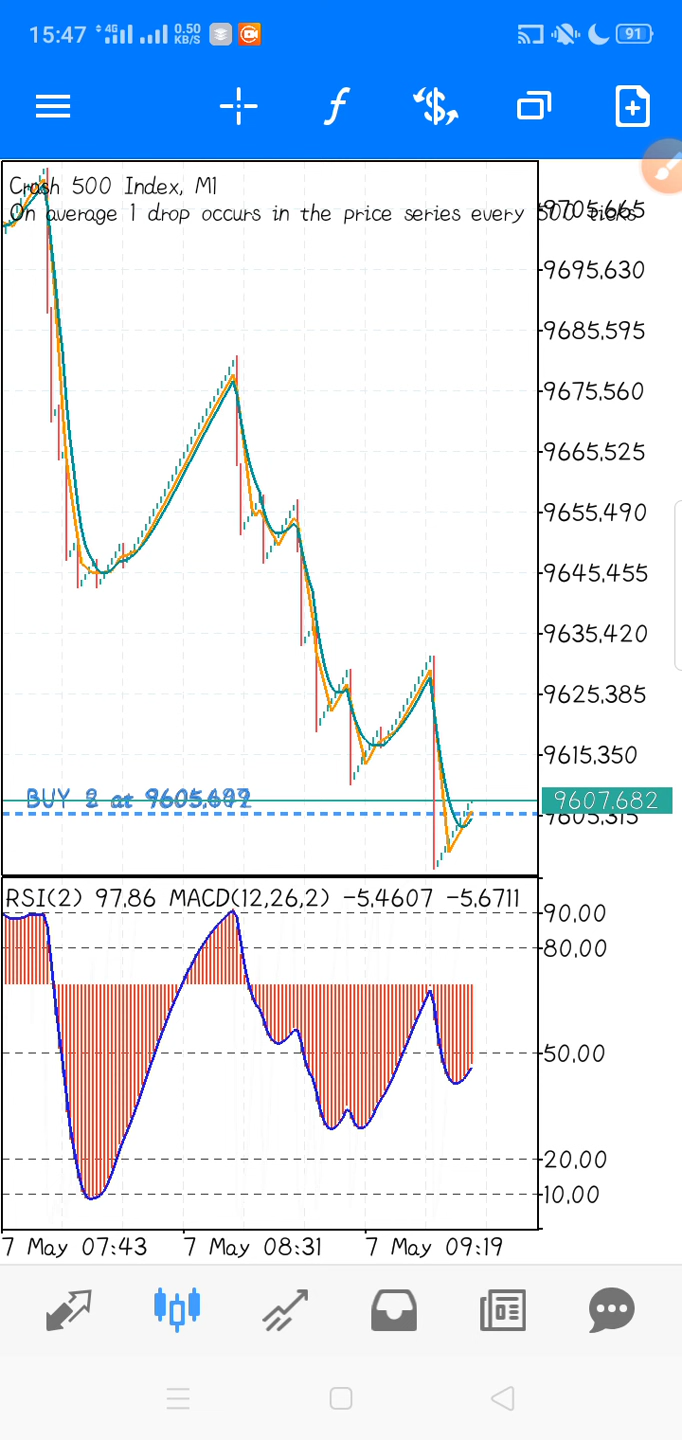 15:47 4G 0.50 KB/S 91
Crash 500 Index, M1
On average 1 drop occurs in the price series every 500 ticks
9705,665
9695,630
9685,595
9675,560
9665,525
9655,490
9645,455
9635,420
9625,385
9615,350
BUY at
9607,682
9605,315
RSI(2) 97,86 MACD(12,26,2) -5,4607 -5,6711
90,00
80,00
50,00
20,00
10,00
7 May 07:43 7 May 08:31 7 May 09:19